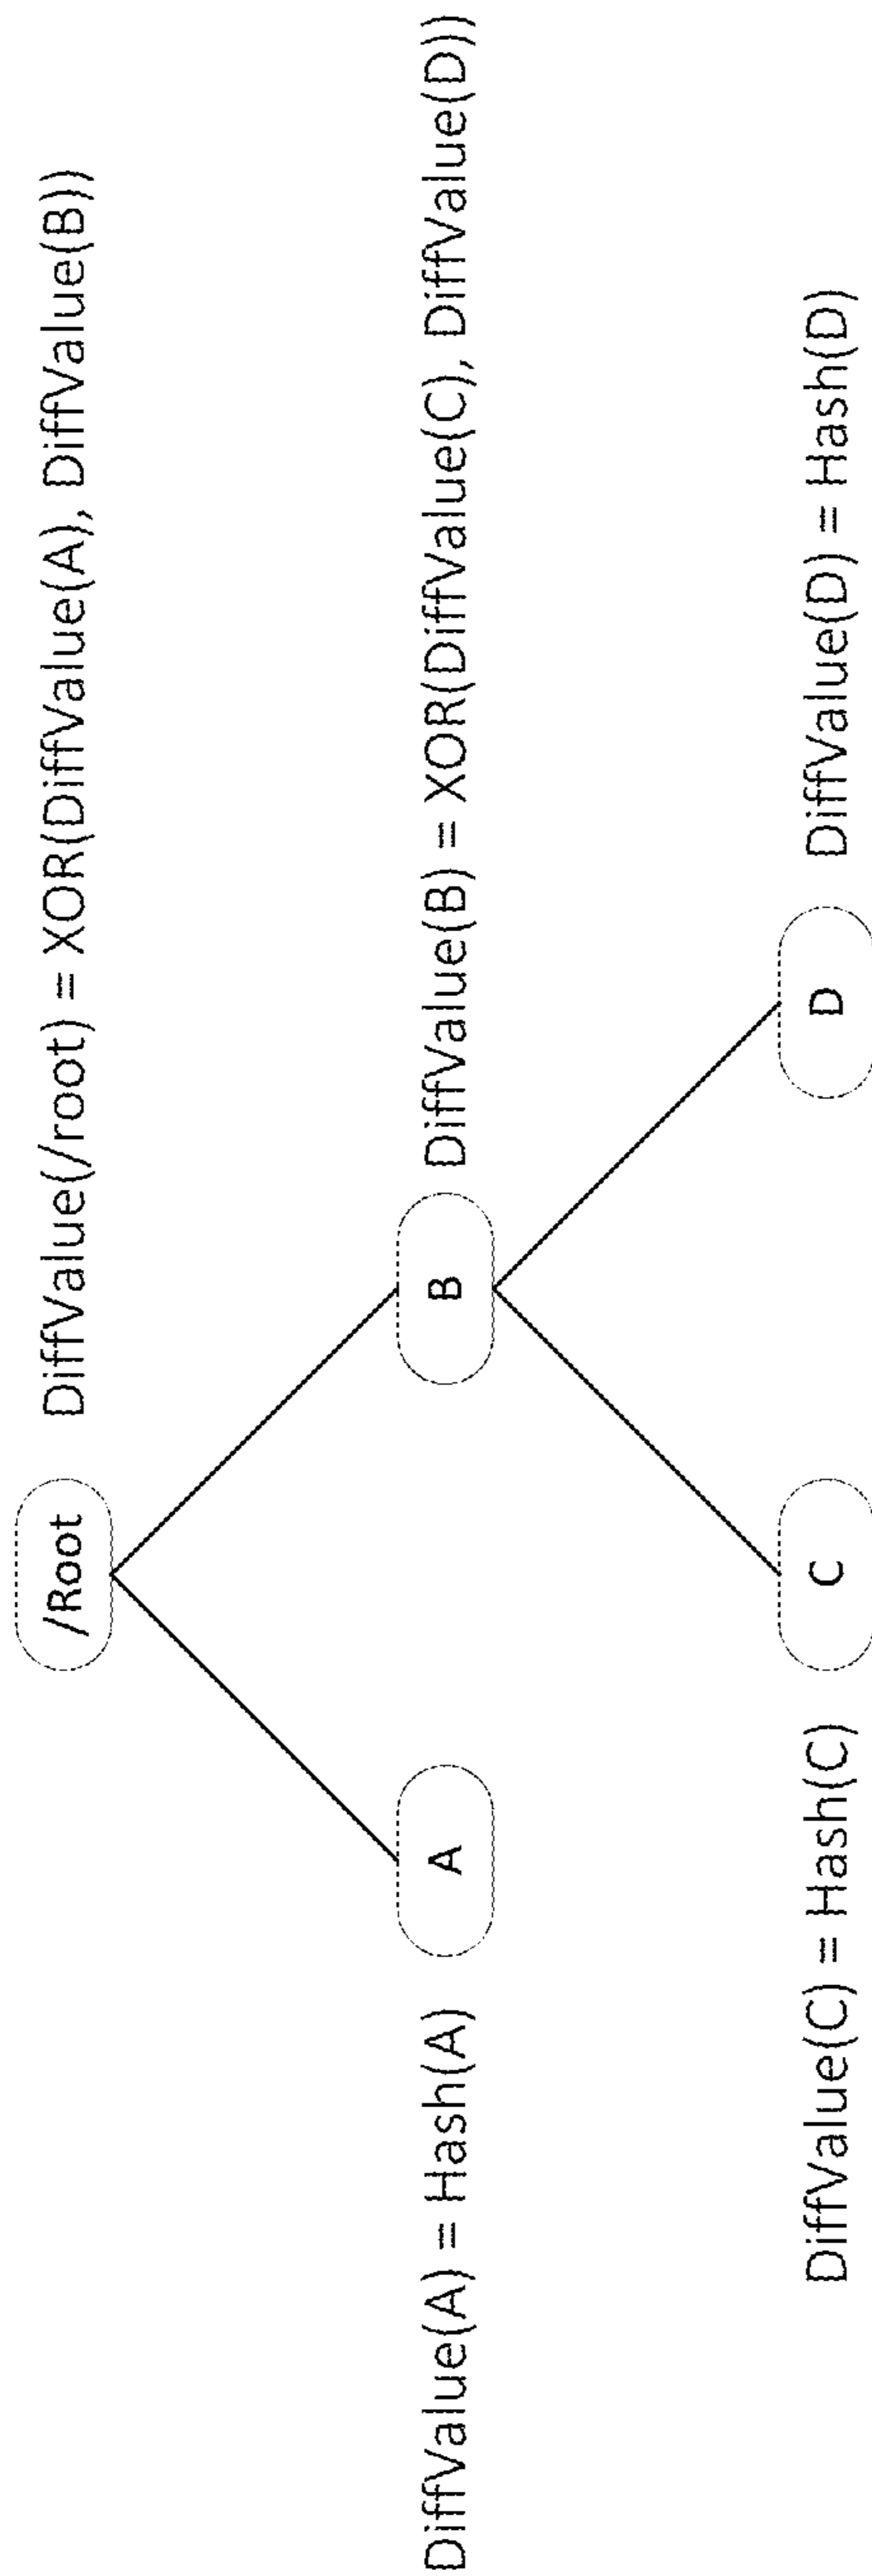 /Root DiffValue(/root) = XOR(DiffValue(A), DiffValue(B))
DiffValue(A) = Hash(A) A B DiffValue(B) = XOR(DiffValue(C), DiffValue(D))
DiffValue(C) = Hash(C) C D DiffValue(D) = Hash(D)